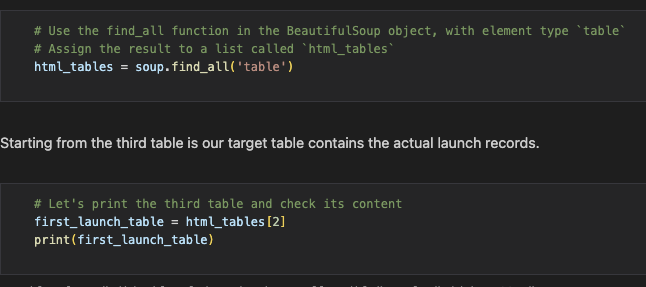 # Use the find_all function in the BeautifulSoup object, with element type `table`
# Assign the result to a list called `html_tables`
html_tables = soup.find_all('table')
Starting from the third table is our target table contains the actual launch records.
# Let's print the third table and check its content
first_launch_table = html_tables[2]
print(first_launch_table)